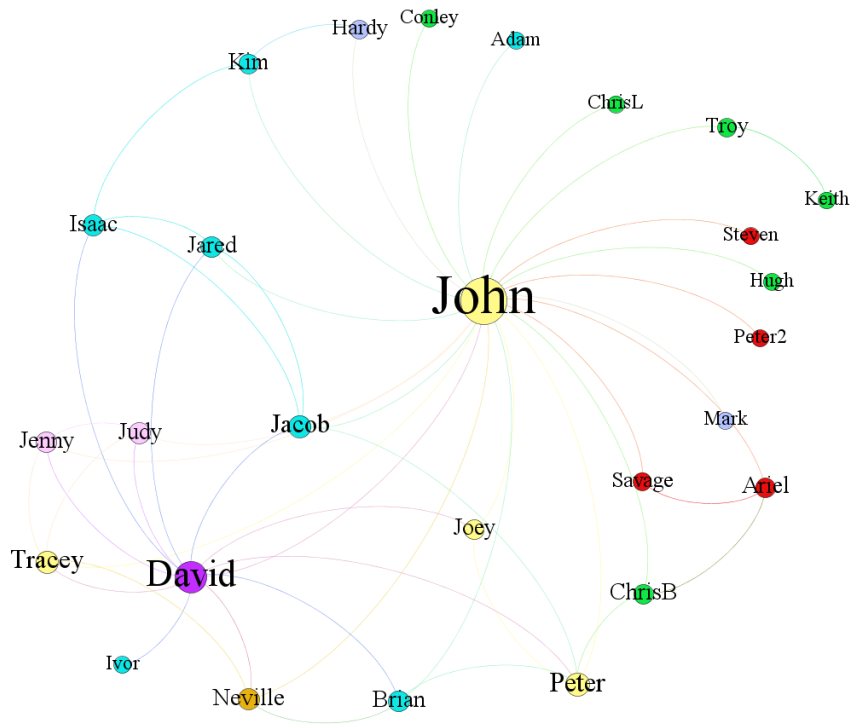 Conley
Hardy
Adam
Kim
ChrisL
Troy
Keith
Isaac
Jared
Steven
Hugh
John
Peter2
Mark
Jacob
Judy
Jenny
Savage
Ariel
Joey
Tracey
David
ChrisB
Ivor
Peter
Neville
Brian